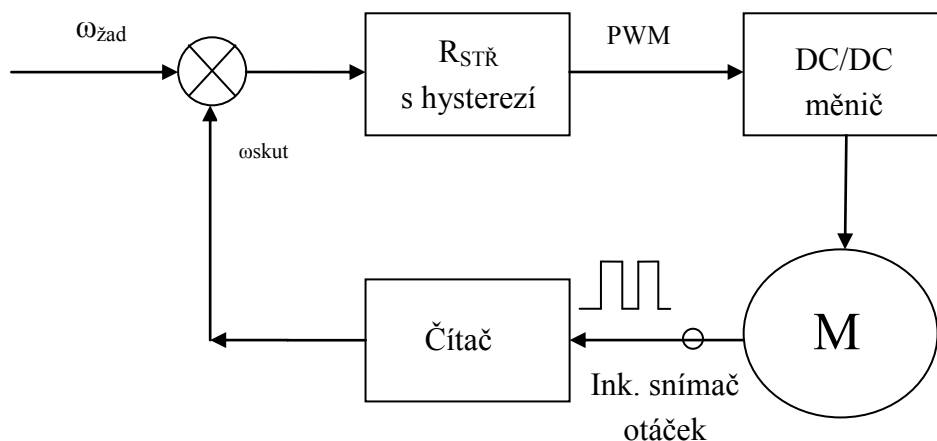 ωžad
RSTŘ
s hysterezí
PWM
DC/DC
měnič
ωskut
Čítač
M
Ink. snímač
otáček